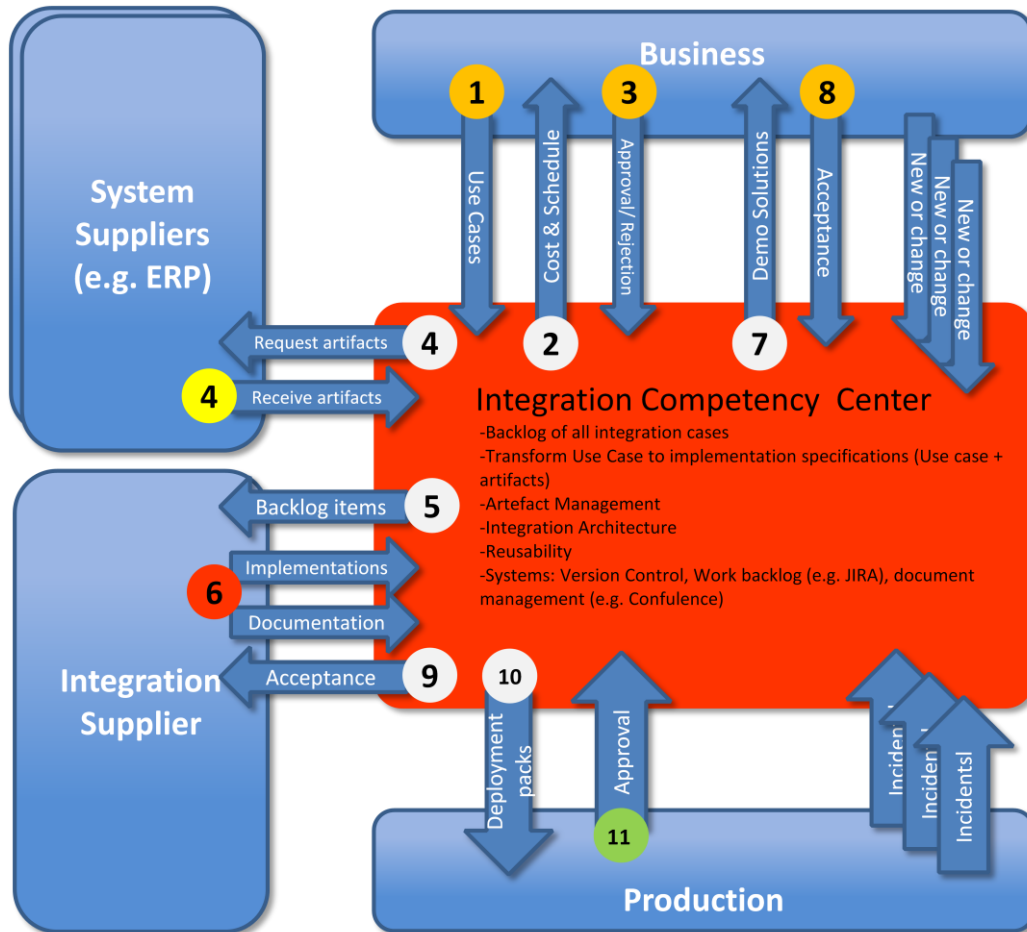 System
Suppliers
(e.g. ERP)
Business
1
3
8
Use Cases
Cost & Schedule
Approval/ Rejection
Demo Solutions
Acceptance
New or change
New or change
New or change
2
7
Request artifacts
4
4
Receive artifacts
Integration Competency Center
-Backlog of all integration cases
-Transform Use Case to implementation specifications (Use case +
artifacts)
-Artefact Management
-Integration Architecture
-Reusability
-Systems: Version Control, Work backlog (e.g. JIRA), document
management (e.g. Confulence)
Backlog items
5
Implementations
6
Documentation
Acceptance
9
Integration
Supplier
10
Deployment
packs
Approval
11
Incidentsl
Production